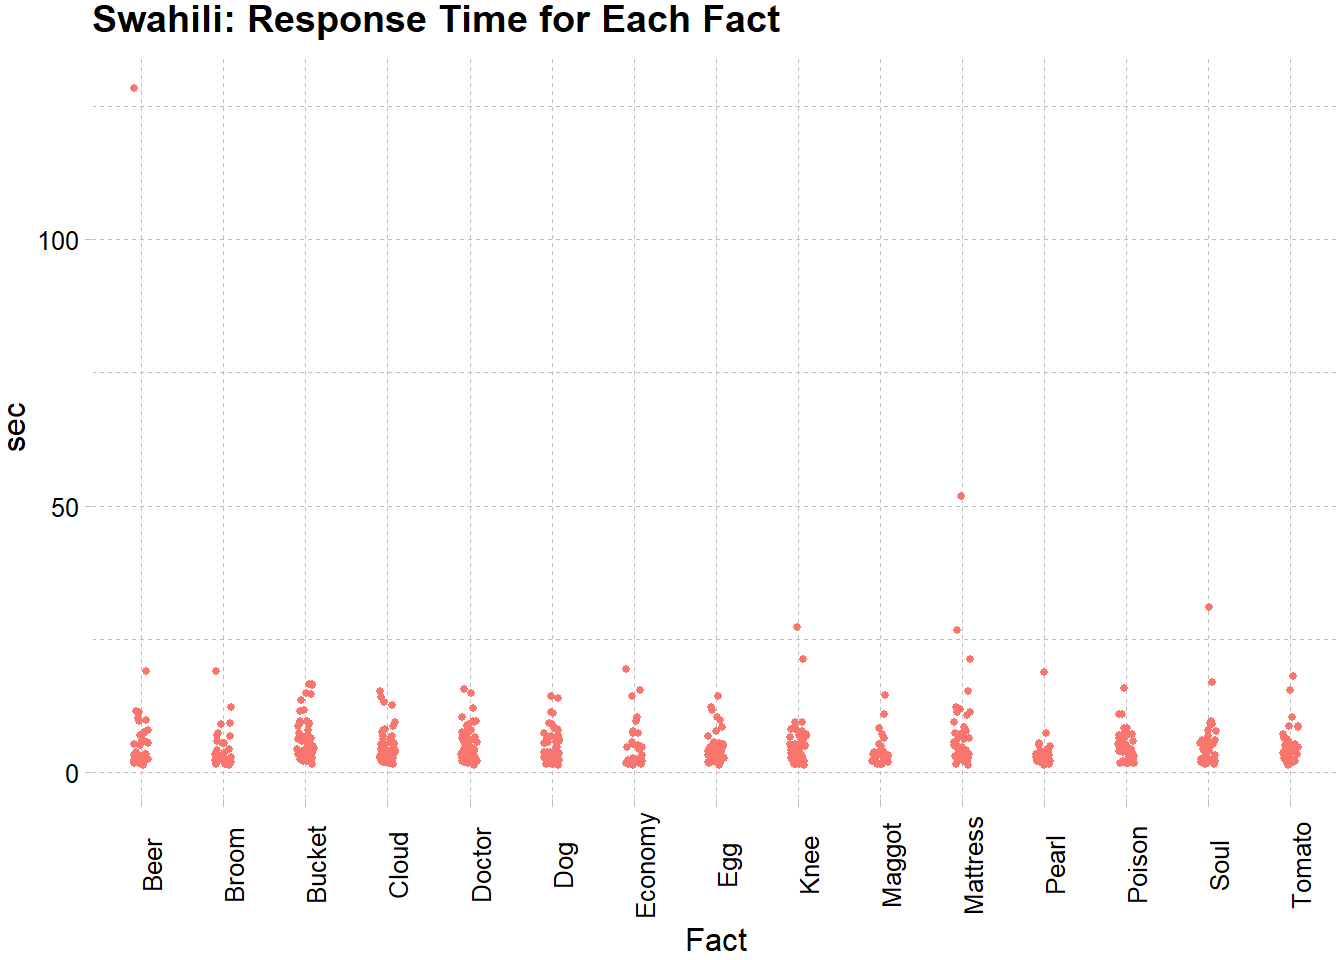 Swahili: Response Time for Each Fact
sec
100
50
0
Beer
Broom
Bucket
Cloud
Doctor
Dog
Economy
Egg
Knee
Maggot
Mattress
Pearl
Poison
Soul
Tomato
Fact